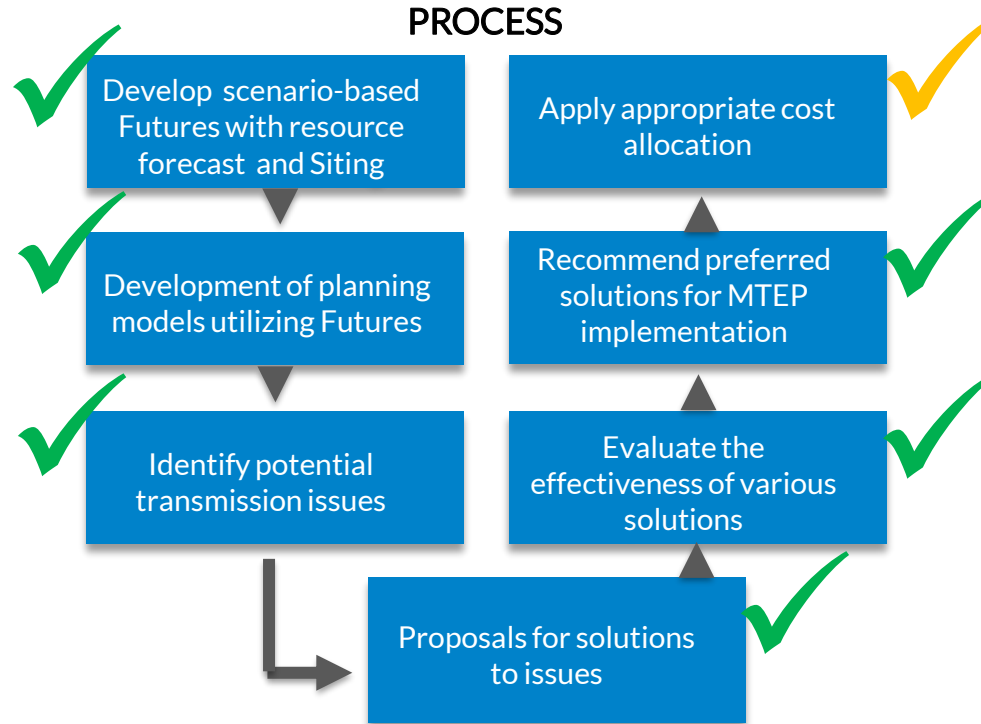 PROCESS
Develop scenario-based
Futures with resource
forecast and Siting
Development of planning
models utilizing Futures
Identify potential
transmission issues
Proposals for solutions
to issues
Evaluate the
effectiveness of various
solutions
Recommend preferred
solutions for MTEP
implementation
Apply appropriate cost
allocation